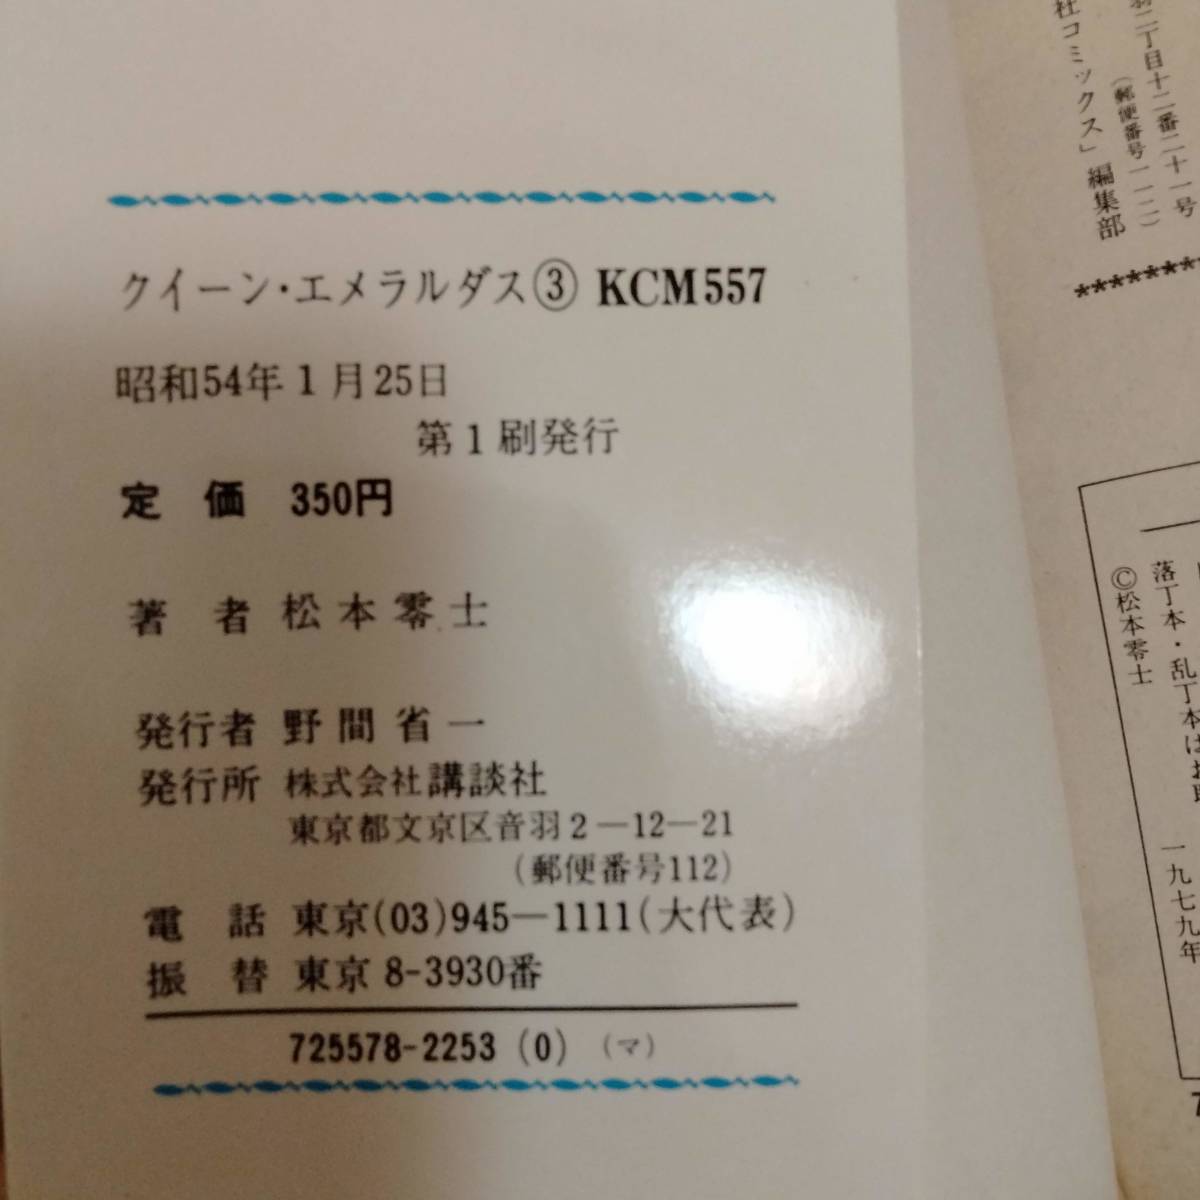 クイーン・エメラルダス③ KCM557
昭和54年1月25日
第1刷発行
定 価 350円
著 者 松本零士
発行者 野間省一
発行所 株式会社講談社
東京都文京区音羽2-12-21
(郵便番号112)
電 話 東京(03)945-1111(大代表)
振 替 東京 8-3930番
725578-2253 (0) (マ)
二丁目十二番二十一号
(郵便番号一一二)
社コミックス」編集部
********
落丁本・乱丁本は
©松本零士
一九七九年